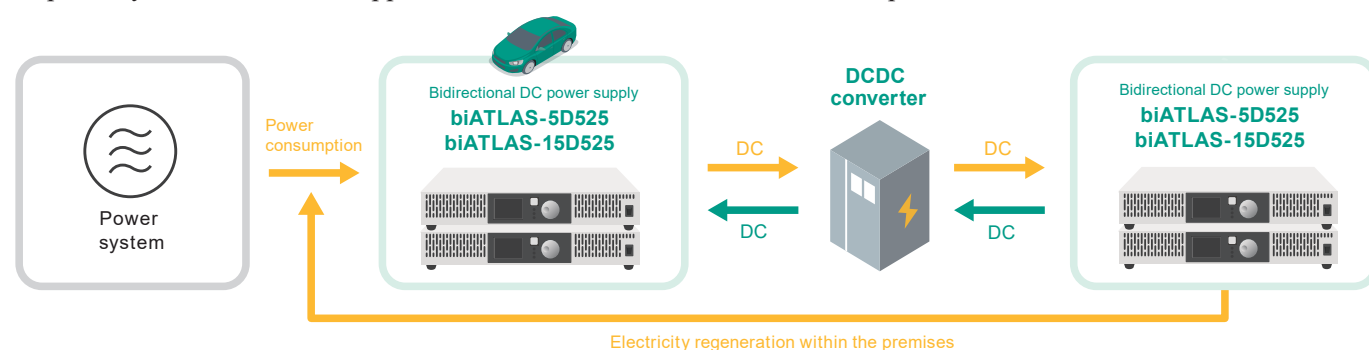 Power
system
Power
consumption
Bidirectional DC power supply
biATLAS-5D525
biATLAS-15D525
DC
DC
DCDC
converter
DC
DC
Bidirectional DC power supply
biATLAS-5D525
biATLAS-15D525
Electricity regeneration within the premises